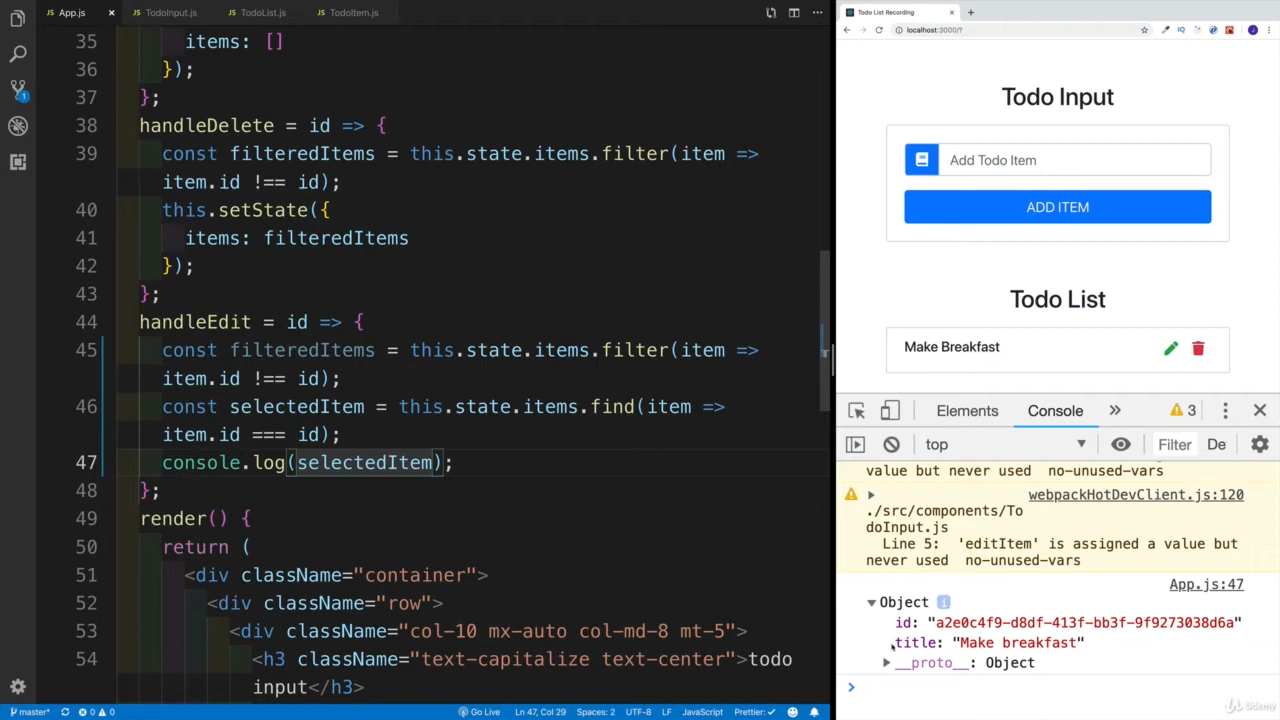 App.js
TodoInput.js
TodoList.js
TodoItem.js
35 items: []
36 });
37 };
38 handleDelete = id => {
39 const filteredItems = this.state.items.filter(item =>
item.id !== id);
40 this.setState({
41 items: filteredItems
42 });
43 };
44 handleEdit = id => {
45 const filteredItems = this.state.items.filter(item =>
item.id !== id);
46 const selectedItem = this.state.items.find(item =>
item.id === id);
47 console.log(selectedItem);
48 };
49 render() {
50 return (
51 <div className="container">
52 <div className="row">
53 <div className="col-10 mx-auto col-md-8 mt-5">
54 <h3 className="text-capitalize text-center">todo
input</h3>
1
master*
0 0
Go Live
Ln 47, Col 29
Spaces: 2
UTF-8
LF
JavaScript
Prettier: ✓
Todo List Recording
localhost:3000/?
Todo Input
Add Todo Item
ADD ITEM
Todo List
Make Breakfast
Elements
Console
»
3
top
Filter
De
value but never used no-unused-vars
webpackHotDevClient.js:120
./src/components/To
doInput.js
Line 5: 'editItem' is assigned a value but
never used no-unused-vars
App.js:47
Object i
id: "a2e0c4f9-d8df-413f-bb3f-9f9273038d6a"
title: "Make breakfast"
__proto__: Object
Udemy